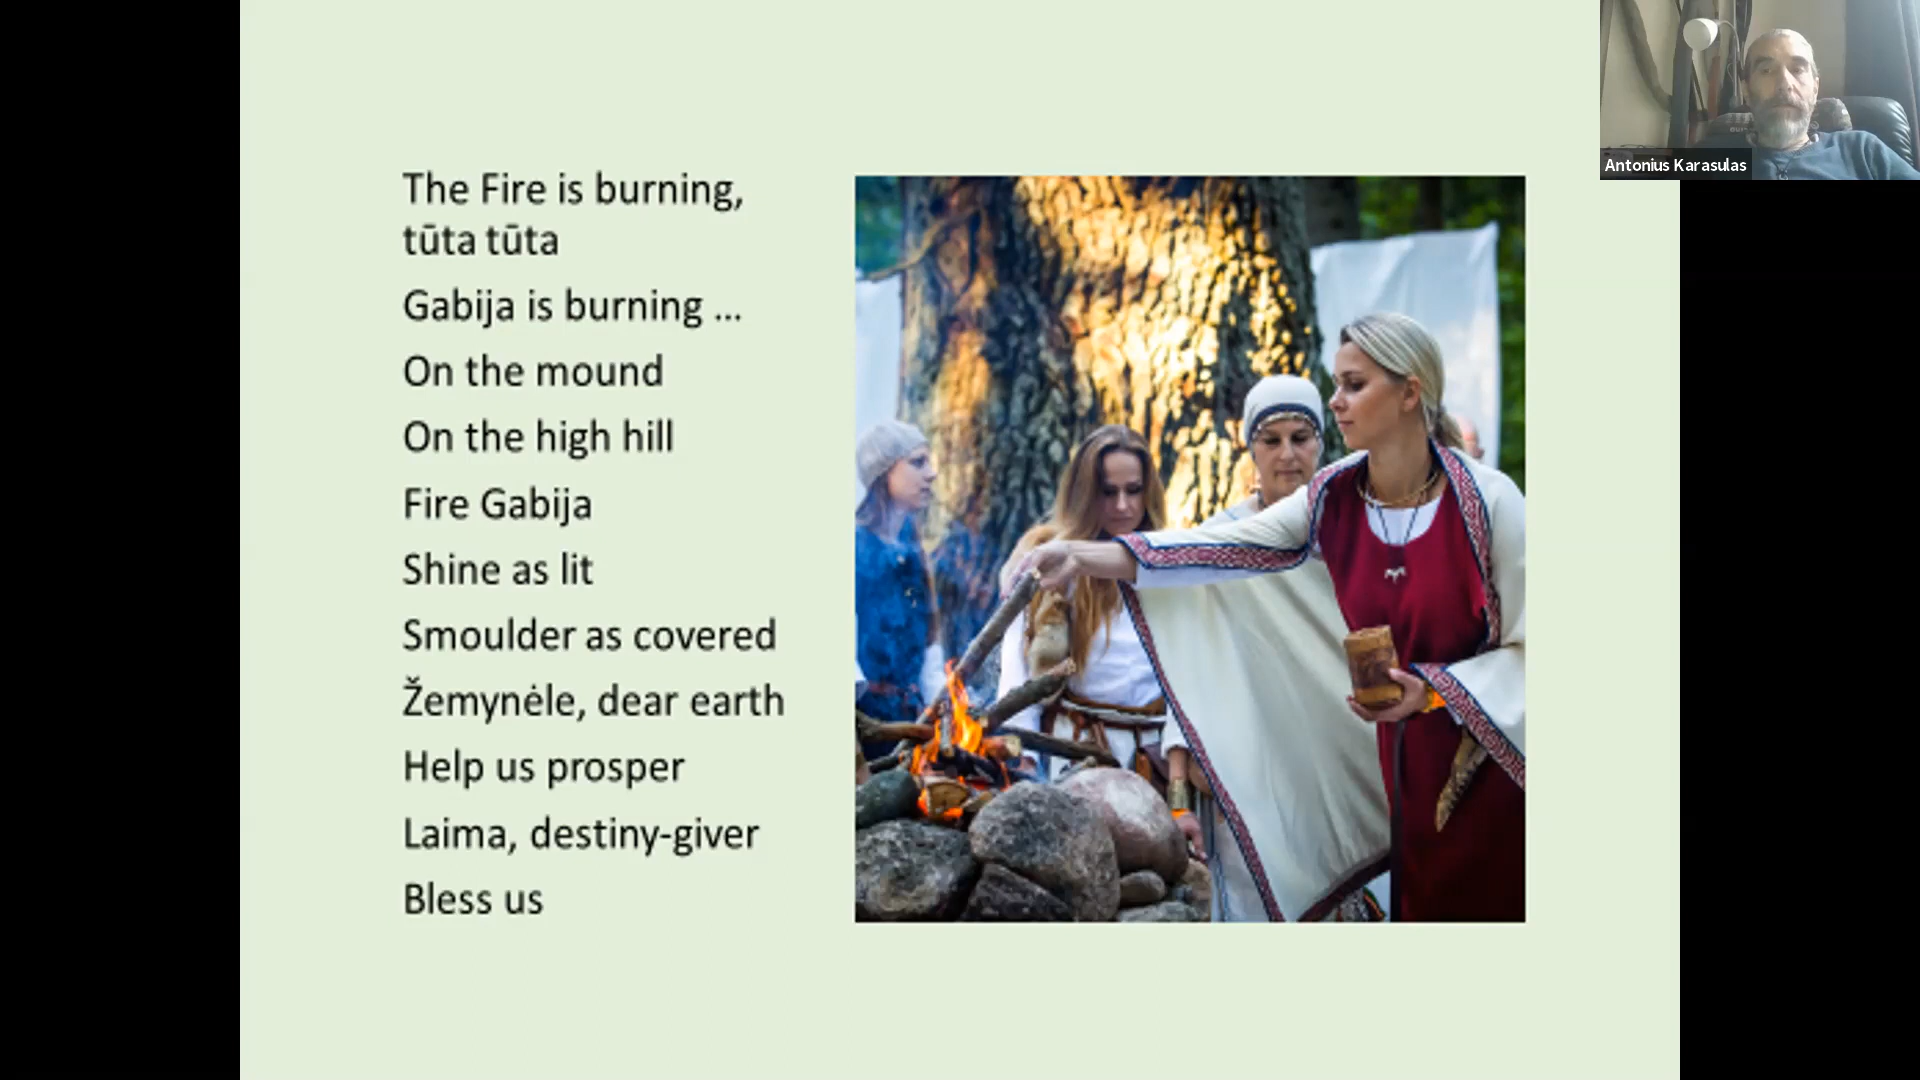 The Fire is burning,
tūta tūta
Gabija is burning ...
On the mound
On the high hill
Fire Gabija
Shine as lit
Smoulder as covered
Žemynėle, dear earth
Help us prosper
Laima, destiny-giver
Bless us
Antonius Karasulas